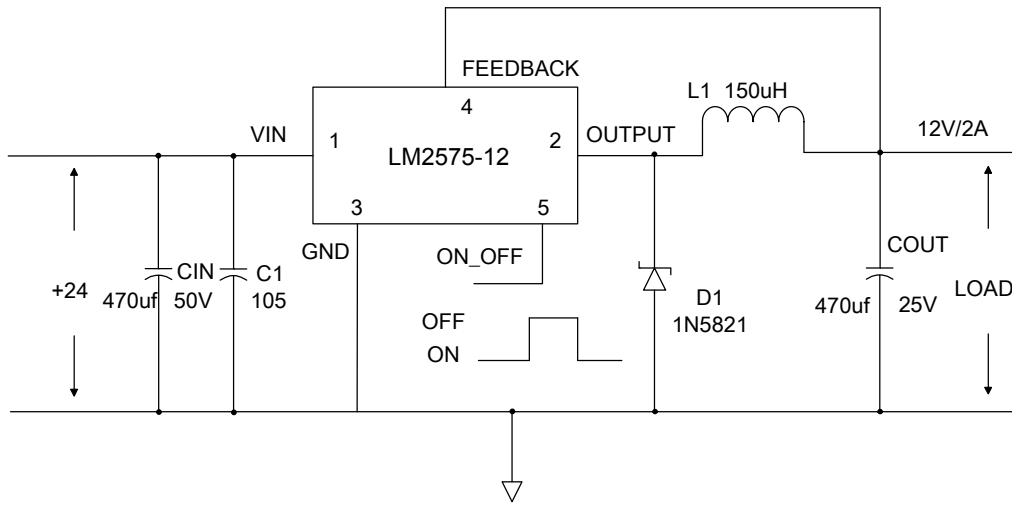 FEEDBACK
4
L1 150uH
VIN
1
LM2575-12
2
OUTPUT
12V/2A
3
5
GND
ON_OFF
COUT
CIN
C1
+24
470uf
50V
105
D1
1N5821
470uf
25V
LOAD
OFF
ON